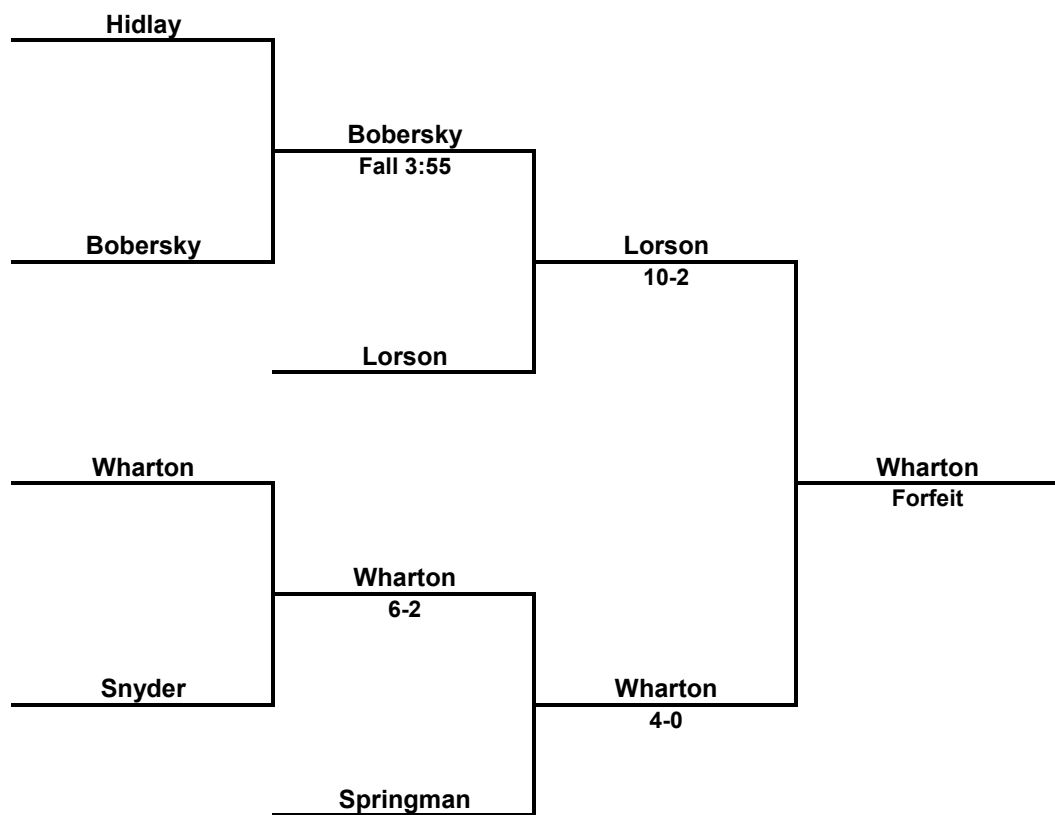 Hidlay
Bobersky
Fall 3:55
Bobersky
Lorson
10-2
Lorson
Wharton
Wharton
Forfeit
Wharton
6-2
Snyder
Wharton
4-0
Springman